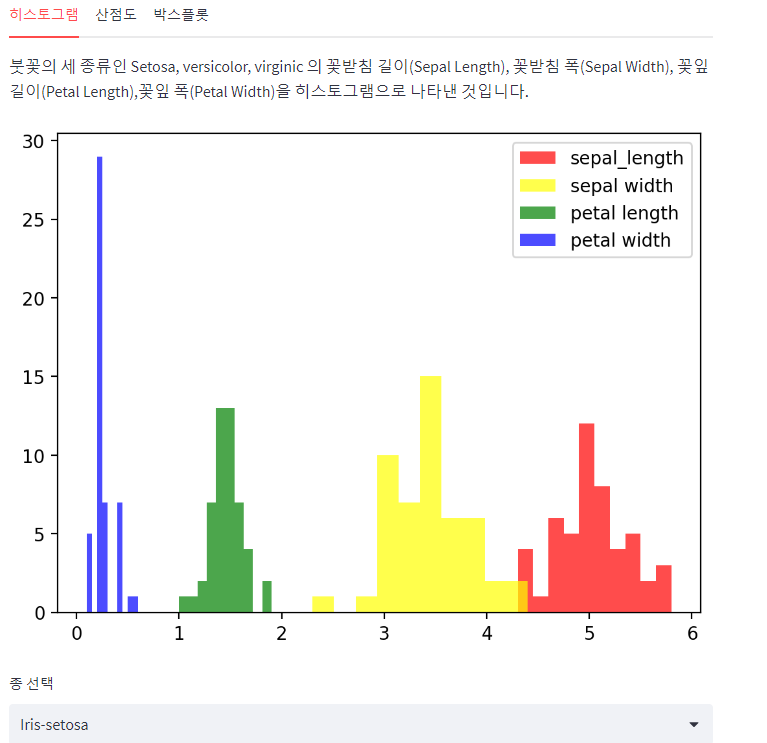 히스토그램 산점도 박스플롯
붓꽃의 세 종류인 Setosa, versicolor, virginic 의 꽃받침 길이(Sepal Length), 꽃받침 폭(Sepal Width), 꽃잎
길이(Petal Length),꽃잎 폭(Petal Width)을 히스토그램으로 나타낸 것입니다.
30
25
20
15
10
5
0
sepal_length
sepal width
petal length
petal width
0 1 2 3 4 5 6
종 선택
Iris-setosa